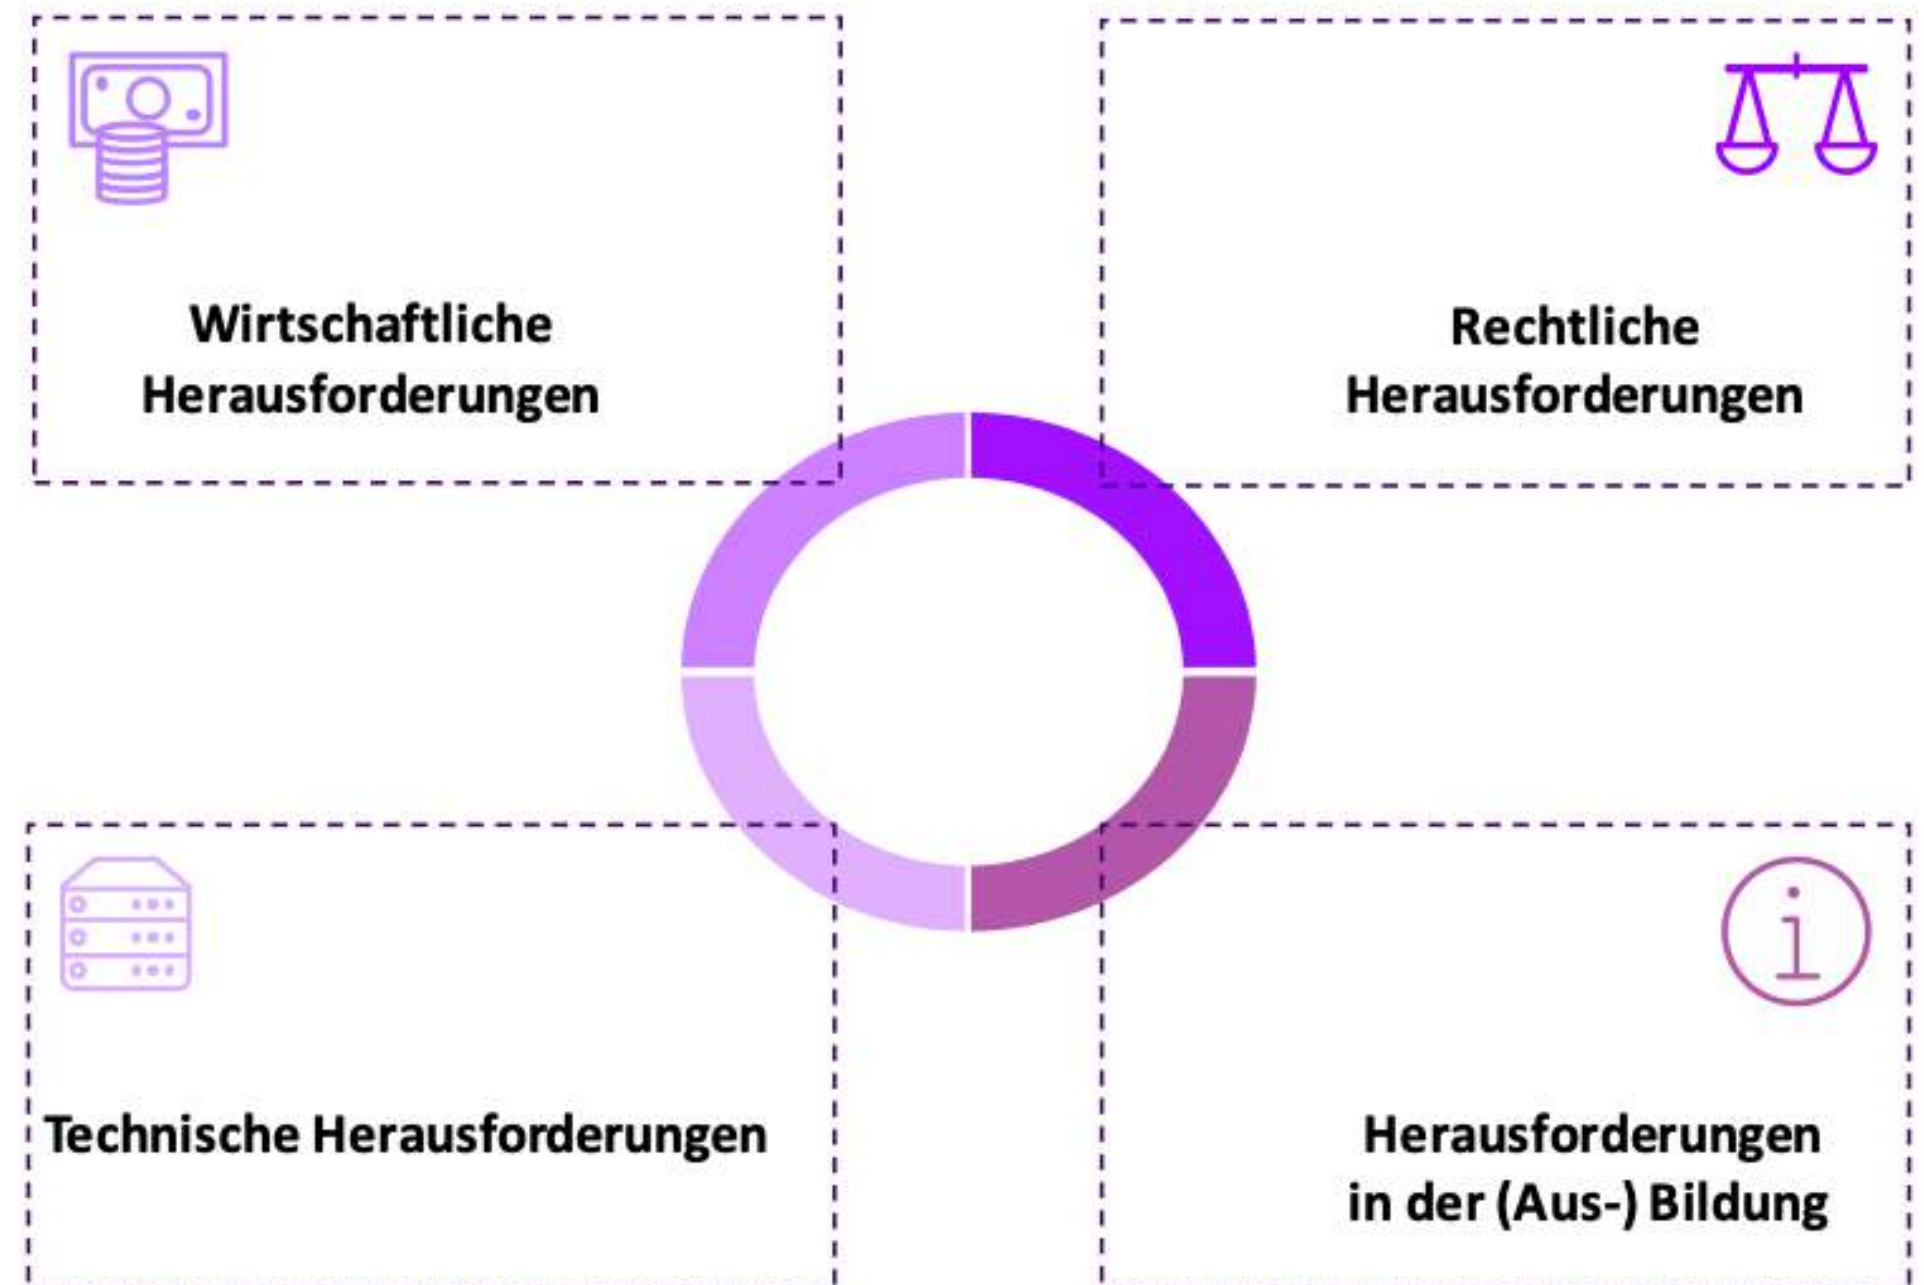 Wirtschaftliche
Herausforderungen
Rechtliche
Herausforderungen
Technische Herausforderungen
Herausforderungen
in der (Aus-) Bildung